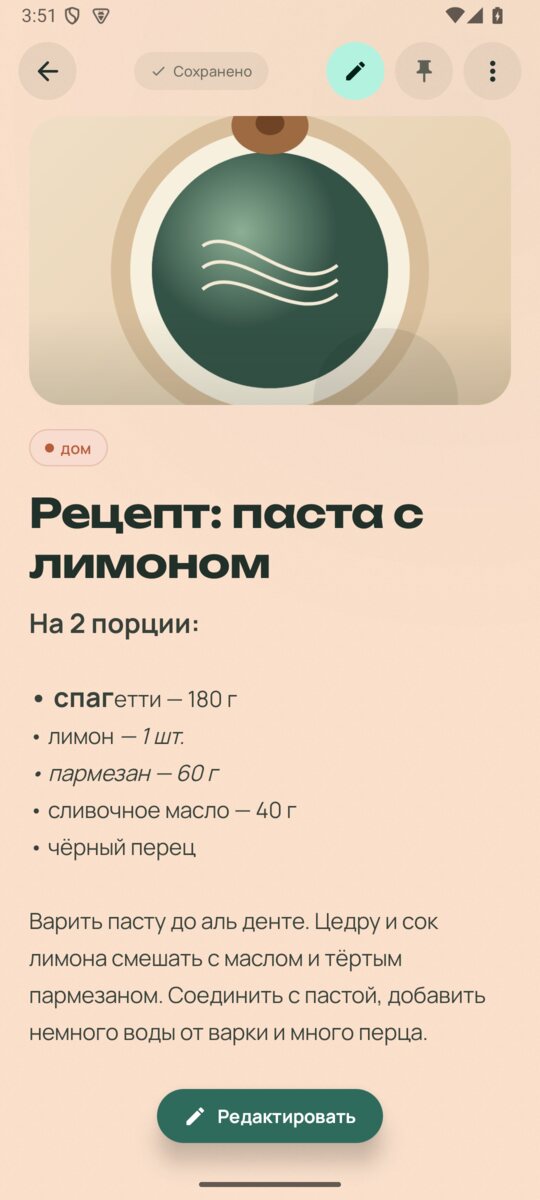 3:51
Сохранено
дом
Рецепт: паста с
лимоном
На 2 порции:
• спагетти — 180 г
• лимон — 1 шт.
• пармезан — 60 г
• сливочное масло — 40 г
• чёрный перец
Варить пасту до аль денте. Цедру и сок
лимона смешать с маслом и тёртым
пармезаном. Соединить с пастой, добавить
немного воды от варки и много перца.
Редактировать